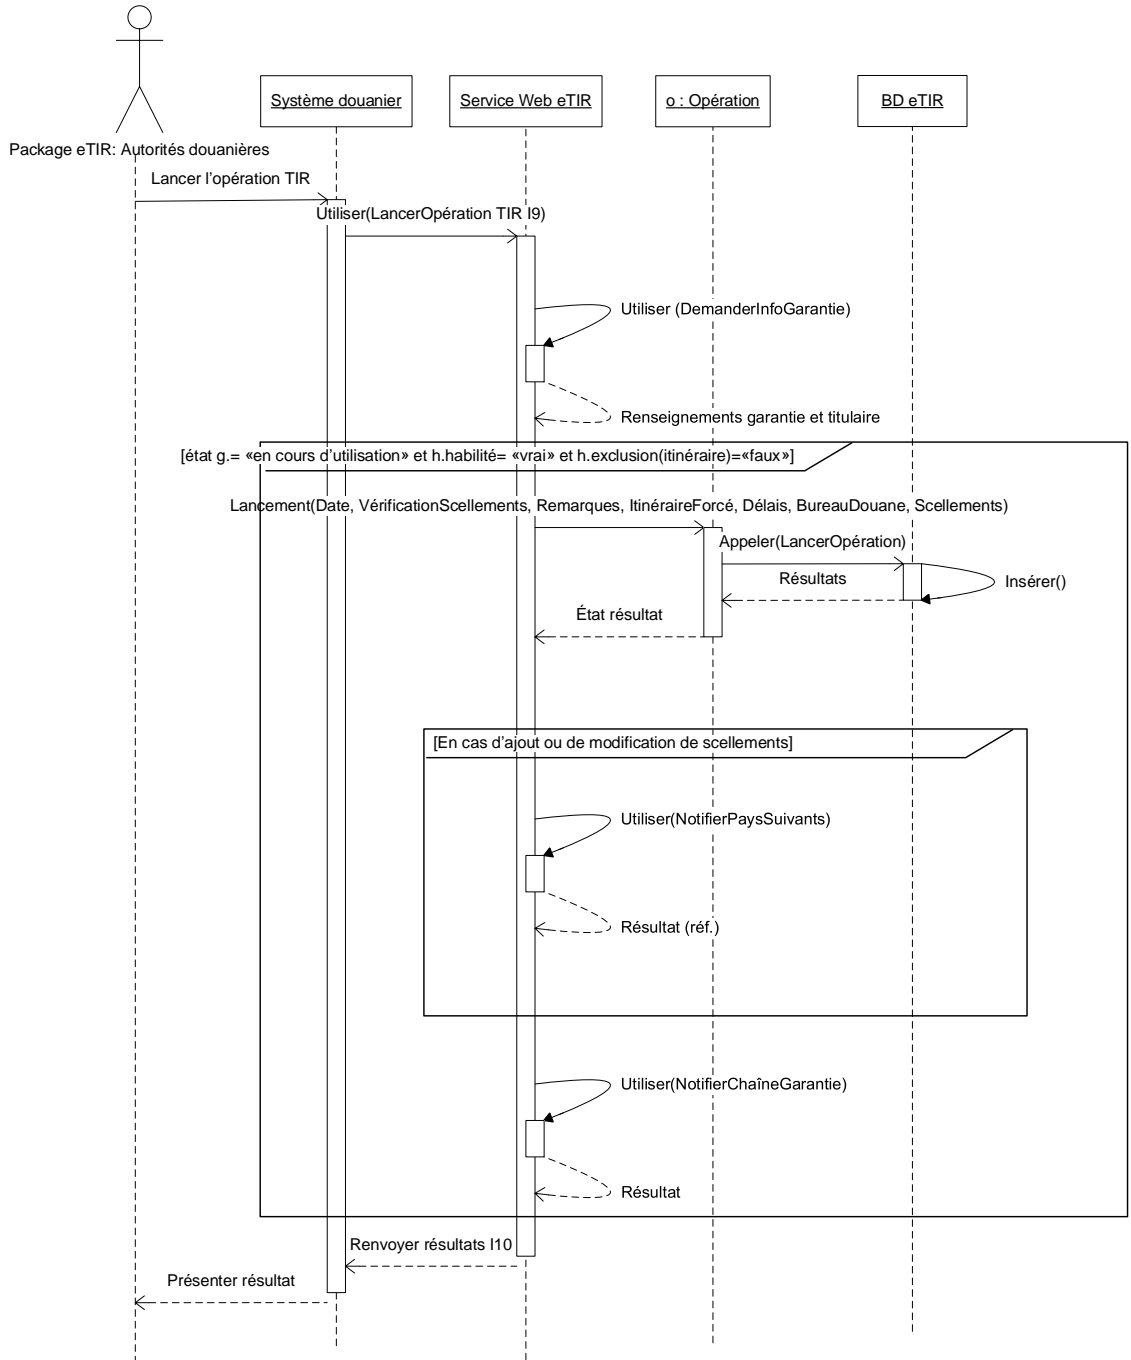 Système douanier
Service Web eTIR
o : Opération
BD eTIR
Package eTIR: Autorités douanières
Lancer l'opération TIR
Utiliser(LancerOpération TIR I9)
Utiliser (DemanderInfoGarantie)
Renseignements garantie et titulaire
[état g.= «en cours d'utilisation» et h.habilité= «vrai» et h.exclusion(itinéraire)=«faux»]
Lancement(Date, VérificationScellements, Remarques, ItinéraireForcé, Délais, BureauDouane, Scellements)
Appeler(LancerOpération)
Résultats
Insérer()
État résultat
[En cas d'ajout ou de modification de scellements]
Utiliser(NotifierPaysSuivants)
Résultat (réf.)
Utiliser(NotifierChaîneGarantie)
Résultat
Renvoyer résultats I10
Présenter résultat